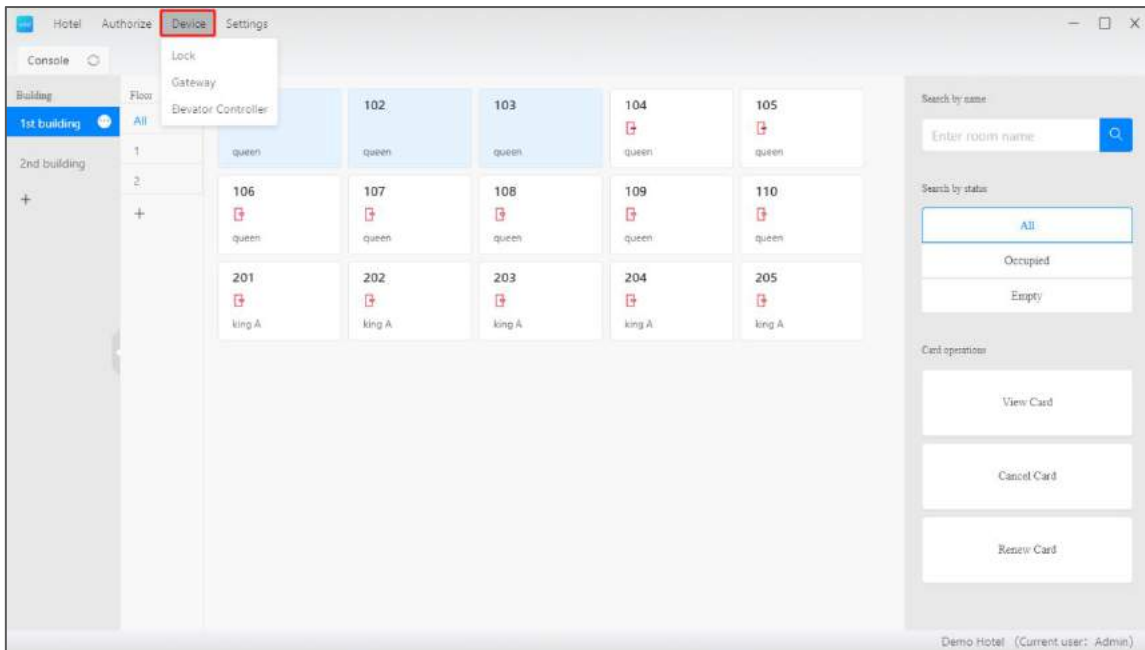 Hotel Authorize Device Settings
Console
Lock
Gateway
Elevator Controller
Building
1st building
2nd building
+
Floor
All
1
2
+
queen
102
queen
103
queen
104
queen
105
queen
106
queen
107
queen
108
queen
109
queen
110
queen
201
king A
202
king A
203
king A
204
king A
205
king A
Search by name
Enter room name
Search by status
All
Occupied
Empty
Card operations
View Card
Cancel Card
Renew Card
Demo Hotel (Current user: Admin)